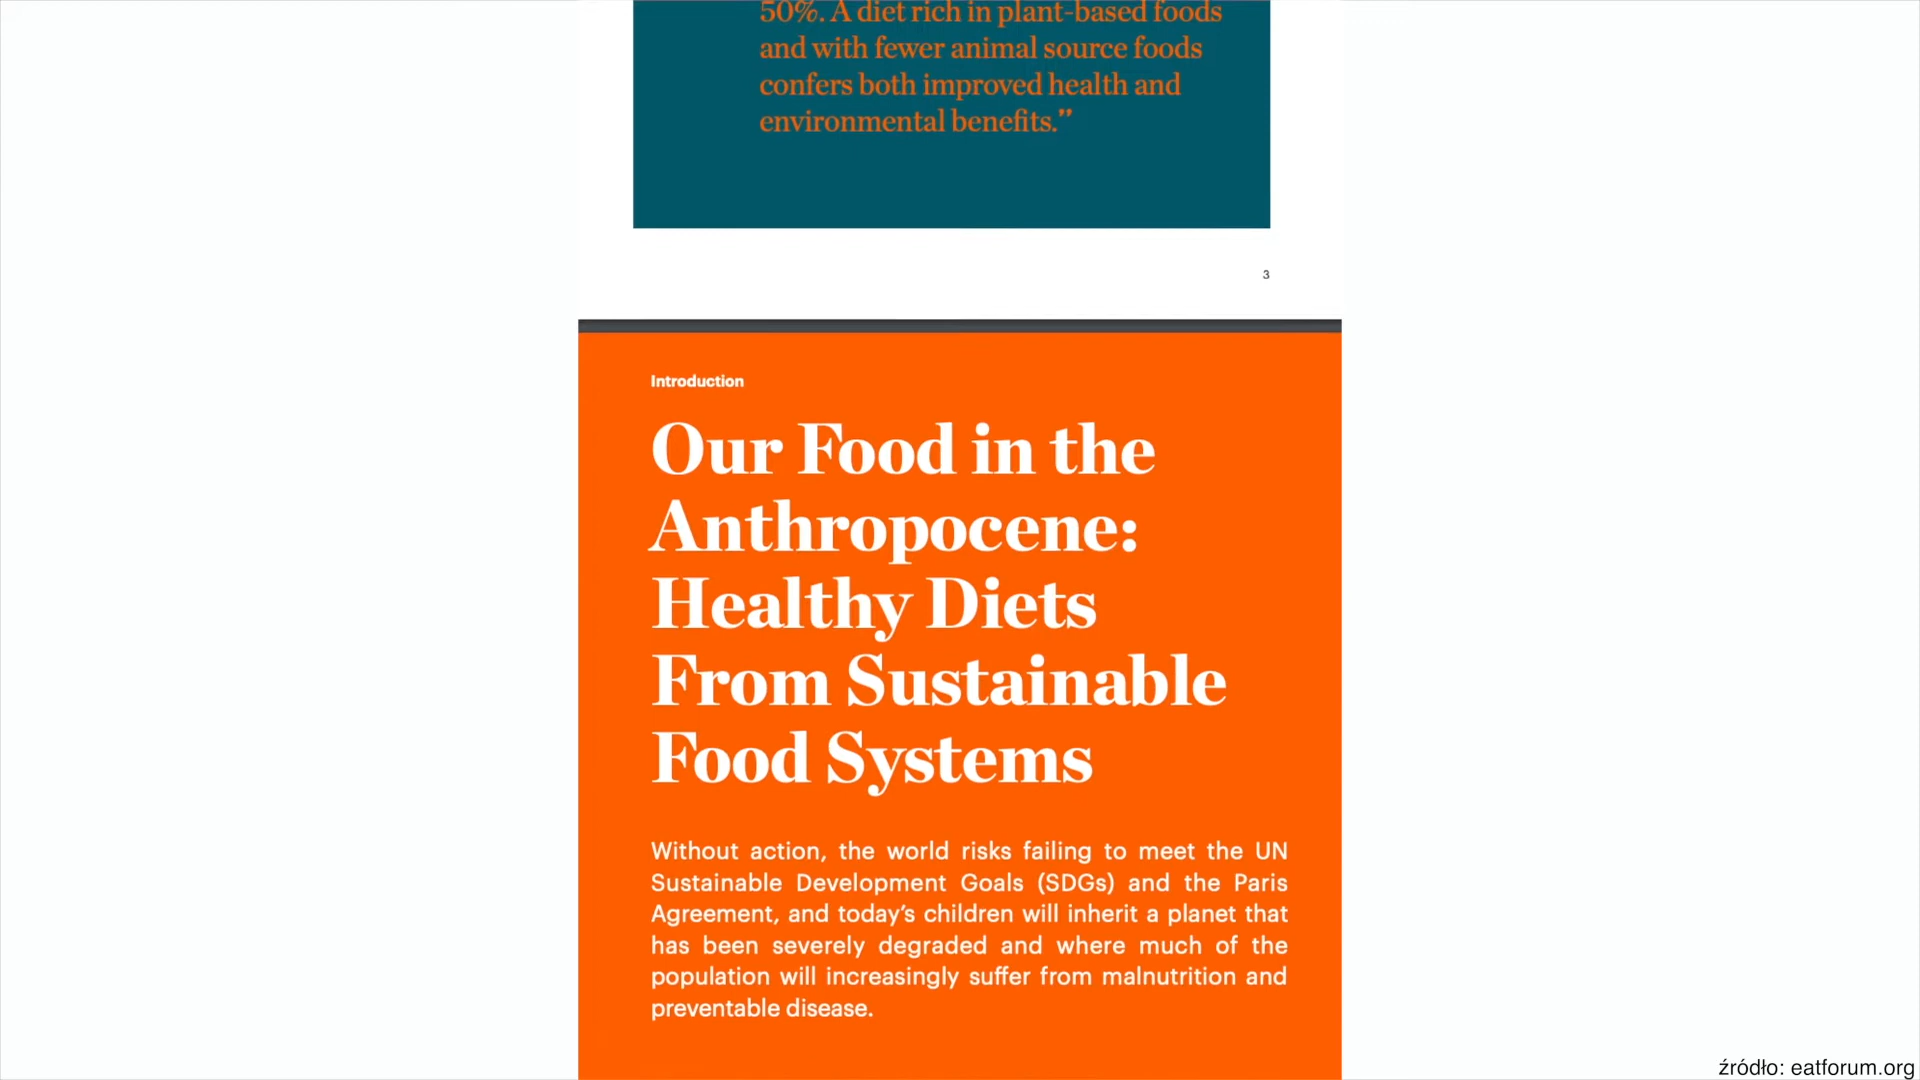 50%. A diet rich in plant-based foods
and with fewer animal source foods
confers both improved health and
environmental benefits.”
3
Introduction
Our Food in the
Anthropocene:
Healthy Diets
From Sustainable
Food Systems
Without action, the world risks failing to meet the UN
Sustainable Development Goals (SDGs) and the Paris
Agreement, and today’s children will inherit a planet that
has been severely degraded and where much of the
population will increasingly suffer from malnutrition and
preventable disease.
źródło: eatforum.org